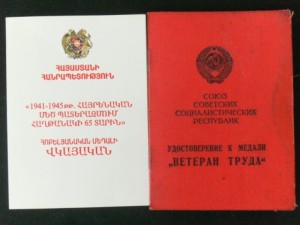 ՀԱՅԱՍՏԱՆԻ
ՀԱՆՐԱՊԵՏՈՒԹՅՈՒՆ
«1941-1945թթ. ՀԱՅՐԵՆԱԿԱՆ
ՄԵԾ ՊԱՏԵՐԱԶՄՈՒՄ
ՀԱՂԹԱՆԱԿԻ 65 ՏԱՐԻՆ»
ՀՈԲԵԼՅԱՆԱԿԱՆ ՄԵԴԱԼԻ
ՎԿԱՅԱԿԱՆ
СОЮЗ
СОВЕТСКИХ
СОЦИАЛИСТИЧЕСКИХ
РЕСПУБЛИК
УДОСТОВЕРЕНИЕ К МЕДАЛИ
„ВЕТЕРАН ТРУДА“